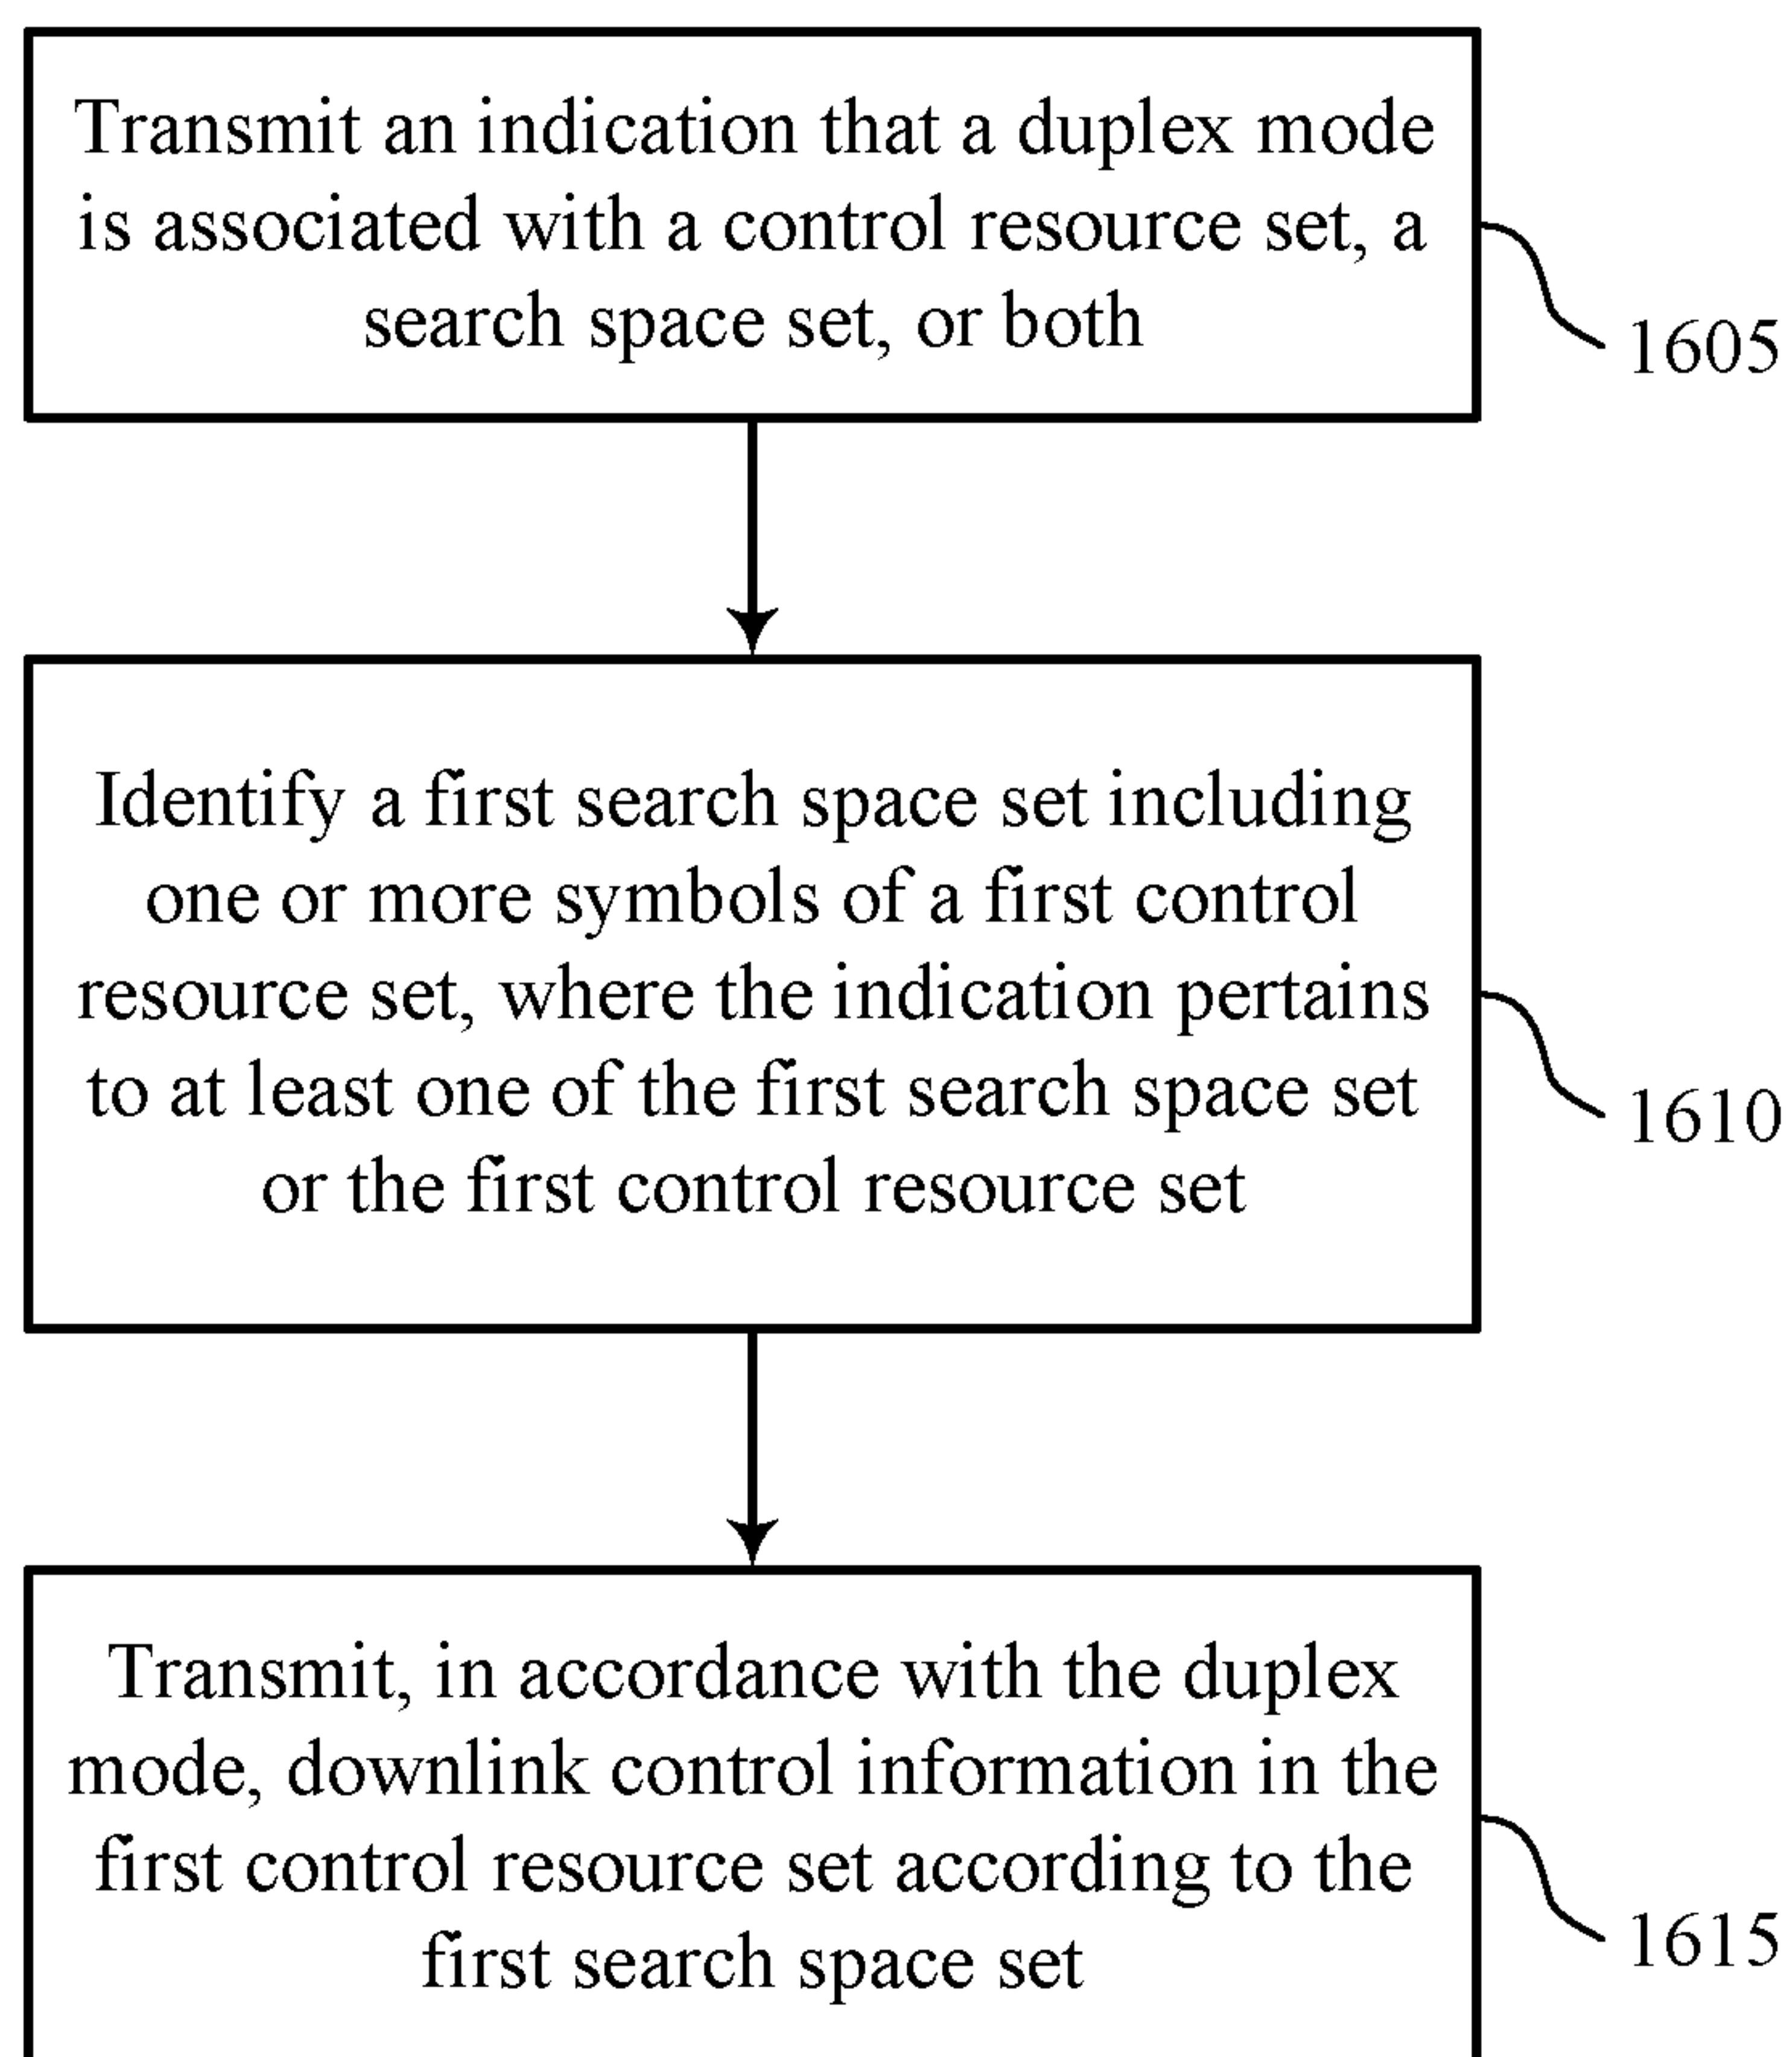 Transmit an indication that a duplex mode
is associated with a control resource set, a
search space set, or both
1605
Identify a first search space set including
one or more symbols of a first control
resource set, where the indication pertains
to at least one of the first search space set
or the first control resource set
1610
Transmit, in accordance with the duplex
mode, downlink control information in the
first control resource set according to the
first search space set
1615